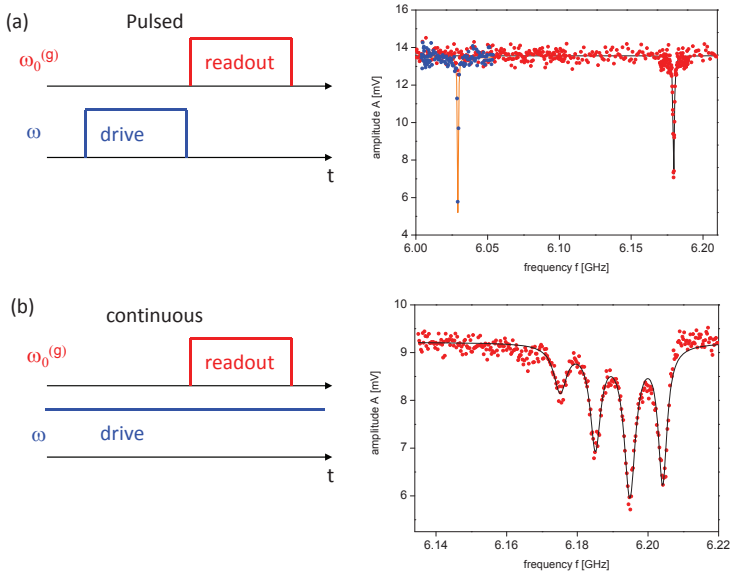 (a)
Pulsed
ω₀⁽ᵍ⁾
readout
ω
drive
t
16
14
12
10
8
6
4
amplitude A [mV]
6.00 6.05 6.10 6.15 6.20
frequency f [GHz]
(b)
continuous
ω₀⁽ᵍ⁾
readout
ω
drive
t
10
9
8
7
6
amplitude A [mV]
6.14 6.16 6.18 6.20 6.22
frequency f [GHz]